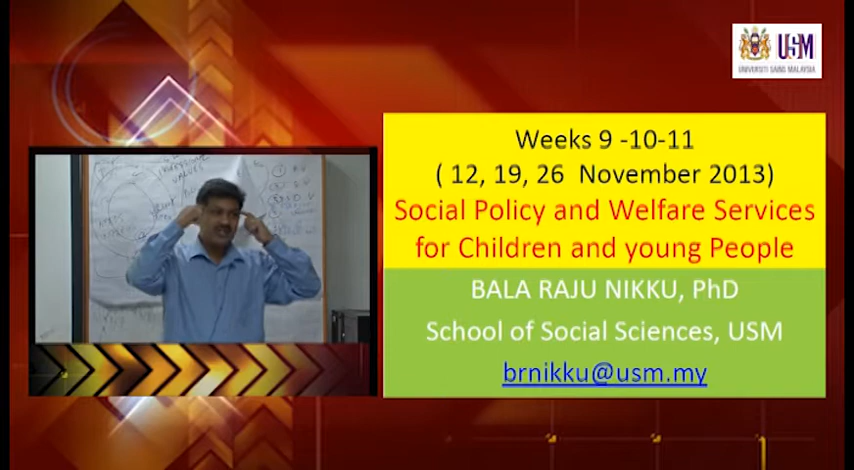 USM
UNIVERSITI SAINS MALAYSIA
Weeks 9 -10-11
( 12, 19, 26 November 2013)
Social Policy and Welfare Services
for Children and young People
BALA RAJU NIKKU, PhD
School of Social Sciences, USM
brnikku@usm.my
VALUES